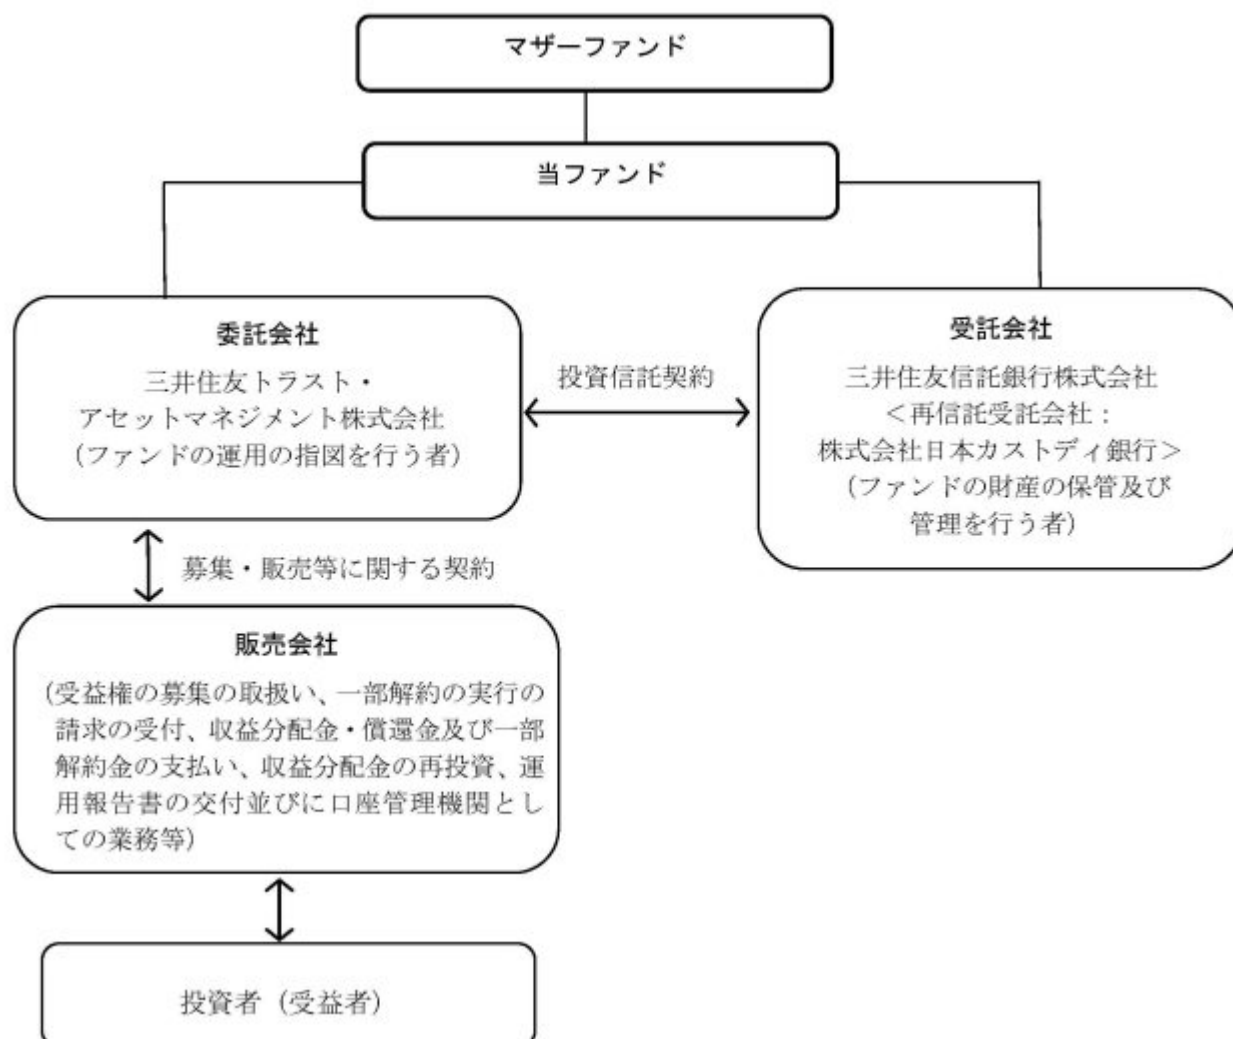 マザーファンド
当ファンド
委託会社
三井住友トラスト・
アセットマネジメント株式会社
（ファンドの運用の指図を行う者）
投資信託契約
受託会社
三井住友信託銀行株式会社
＜再信託受託会社：
株式会社日本カストディ銀行＞
（ファンドの財産の保管及び
管理を行う者）
募集・販売等に関する契約
販売会社
（受益権の募集の取扱い、一部解約の実行の
請求の受付、収益分配金・償還金及び一部
解約金の支払い、収益分配金の再投資、運
用報告書の交付並びに口座管理機関とし
ての業務等）
投資者（受益者）